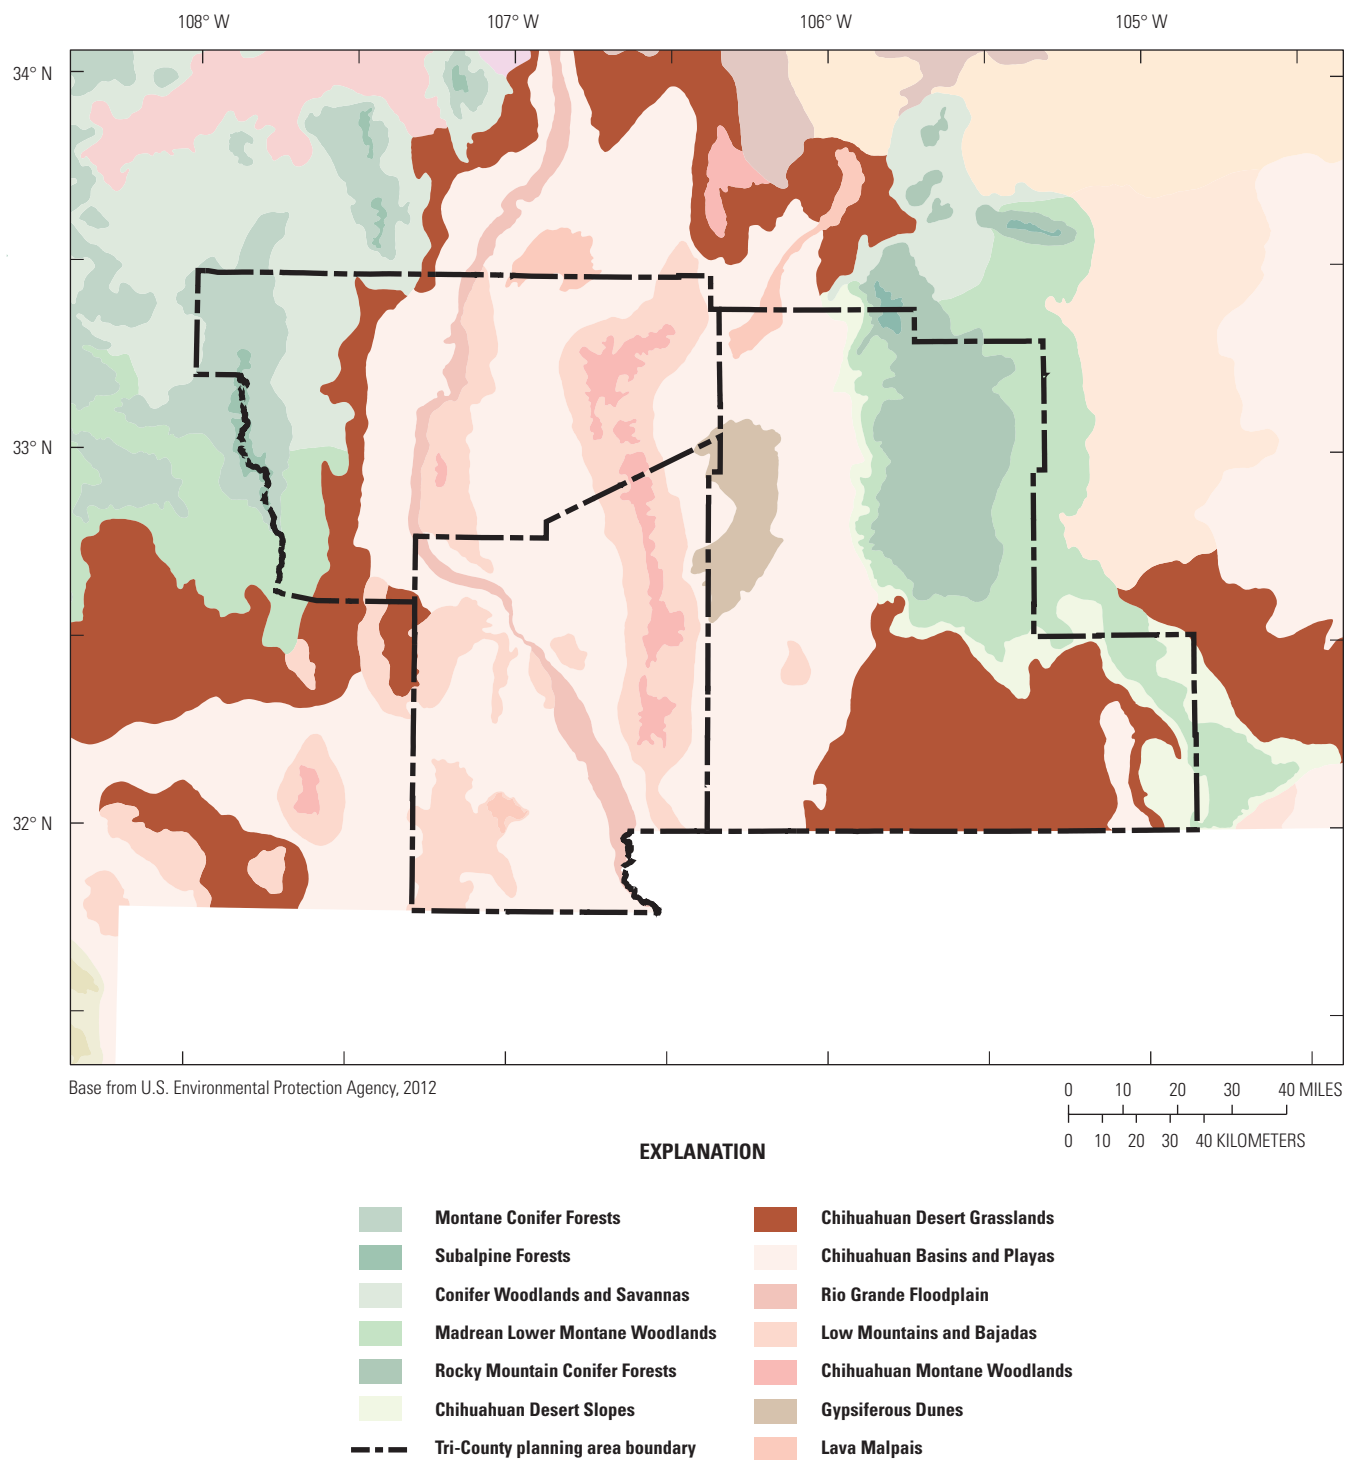 108° W 107° W 106° W 105° W
34° N
33° N
32° N
Base from U.S. Environmental Protection Agency, 2012
0 10 20 30 40 MILES
0 10 20 30 40 KILOMETERS
EXPLANATION
Montane Conifer Forests
Subalpine Forests
Conifer Woodlands and Savannas
Madrean Lower Montane Woodlands
Rocky Mountain Conifer Forests
Chihuahuan Desert Slopes
Tri-County planning area boundary
Chihuahuan Desert Grasslands
Chihuahuan Basins and Playas
Rio Grande Floodplain
Low Mountains and Bajadas
Chihuahuan Montane Woodlands
Gypsiferous Dunes
Lava Malpais